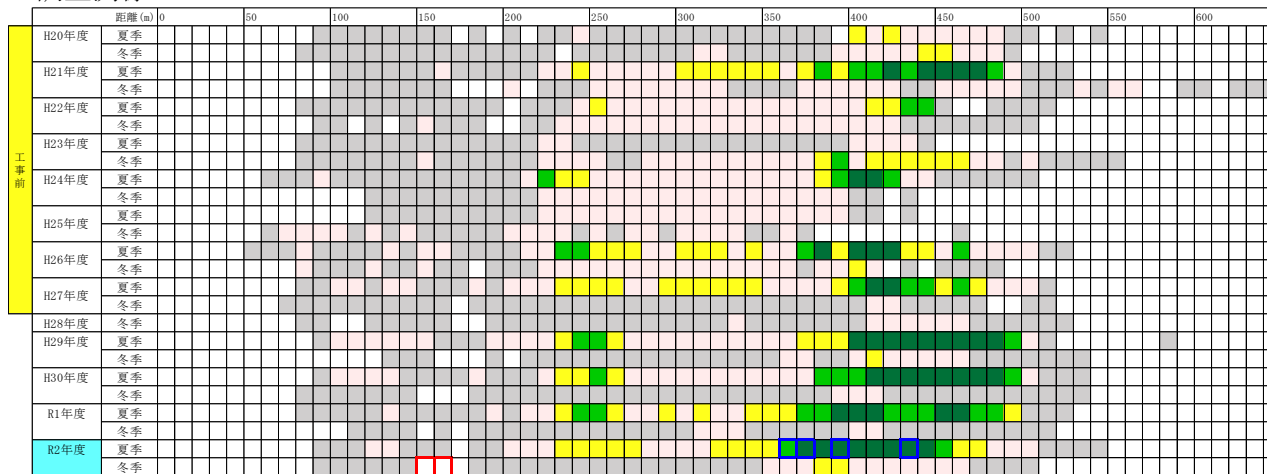 距離(m) 0 50 100 150 200 250 300 350 400 450 500 550 600
工事前
H20年度 夏季
冬季
H21年度 夏季
冬季
H22年度 夏季
冬季
H23年度 夏季
冬季
H24年度 夏季
冬季
H25年度 夏季
冬季
H26年度 夏季
冬季
H27年度 夏季
冬季
H28年度 冬季
H29年度 夏季
冬季
H30年度 夏季
冬季
R1年度 夏季
冬季
R2年度 夏季
冬季